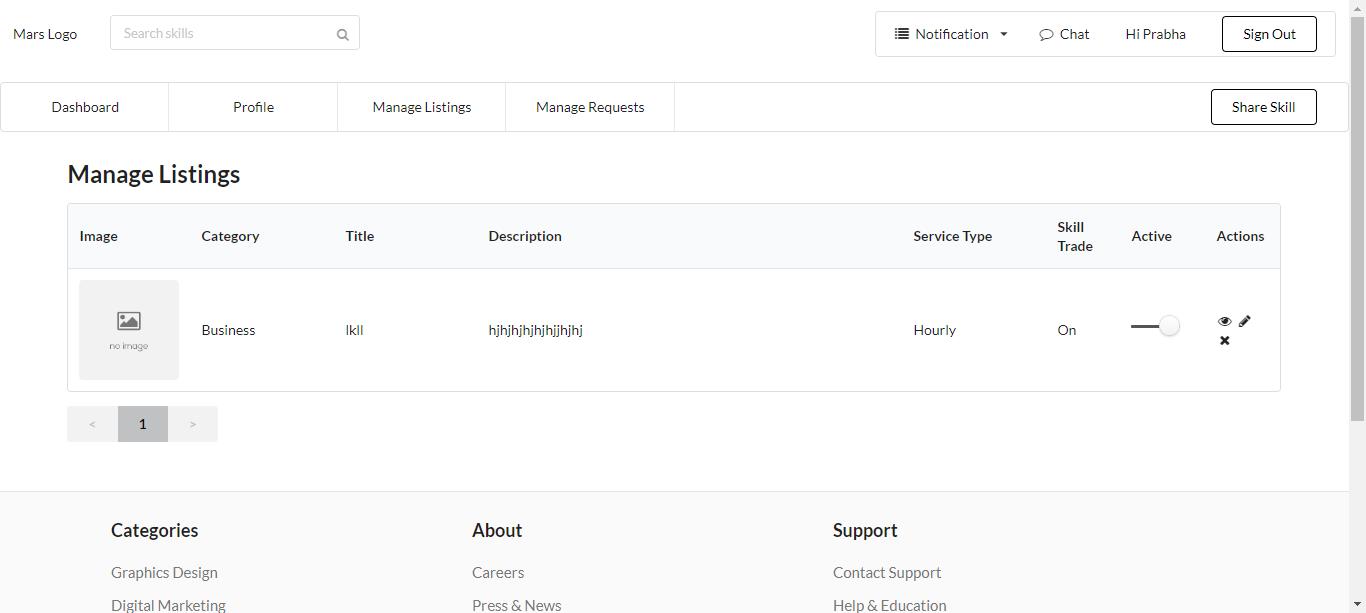 Mars Logo
Search skills
Notification
Chat
Hi Prabha
Sign Out
Dashboard
Profile
Manage Listings
Manage Requests
Share Skill
Manage Listings
Image
Category
Title
Description
Service Type
Skill
Trade
Active
Actions
no image
Business
lkll
hjhjhjhjhjhjjhjhj
Hourly
On
<
1
>
Categories
About
Support
Graphics Design
Careers
Contact Support
Digital Marketing
Press & News
Help & Education